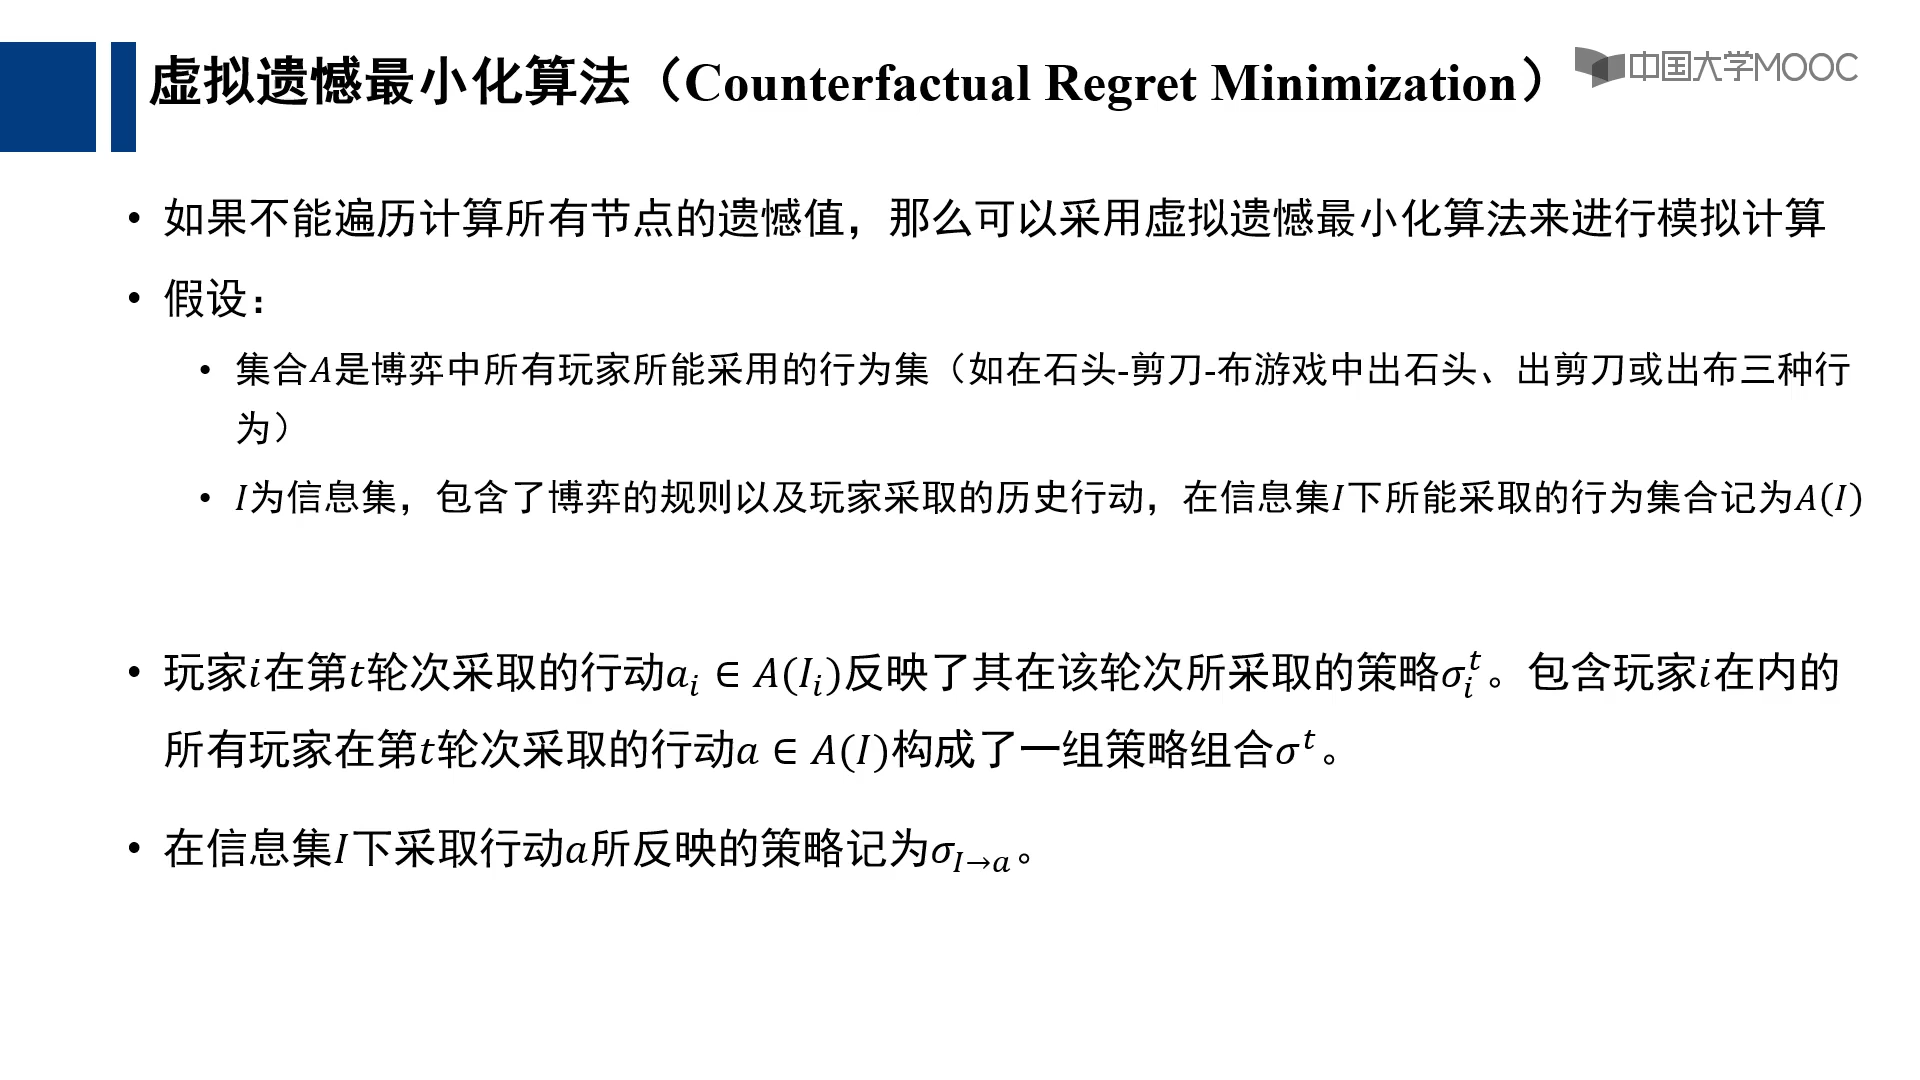 虚拟遗憾最小化算法（Counterfactual Regret Minimization）
中国大学MOOC
• 如果不能遍历计算所有节点的遗憾值，那么可以采用虚拟遗憾最小化算法来进行模拟计算
• 假设：
• 集合A是博弈中所有玩家所能采用的行为集（如在石头-剪刀-布游戏中出石头、出剪刀或出布三种行
为）
• I为信息集，包含了博弈的规则以及玩家采取的历史行动，在信息集I下所能采取的行为集合记为A(I)
• 玩家i在第t轮次采取的行动a_i ∈ A(I_i)反映了其在该轮次所采取的策略σ_i^t。包含玩家i在内的
所有玩家在第t轮次采取的行动a ∈ A(I)构成了一组策略组合σ^t。
• 在信息集I下采取行动a所反映的策略记为σ_{I→a}。